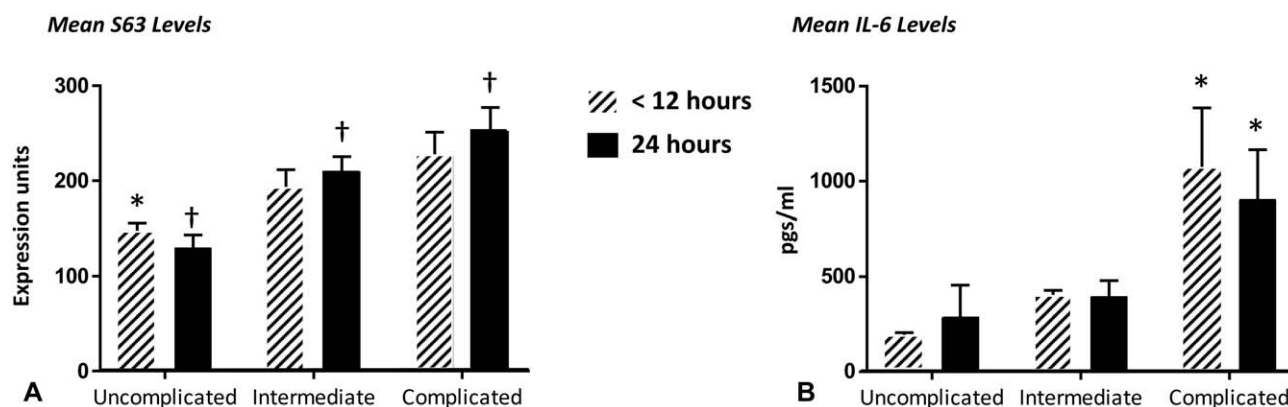 Mean S63 Levels
Mean IL-6 Levels
300
200
100
0
Expression units
*
†
†
†
Uncomplicated
Intermediate
Complicated
A
< 12 hours
24 hours
1500
1000
500
0
pgs/ml
*
*
Uncomplicated
Intermediate
Complicated
B